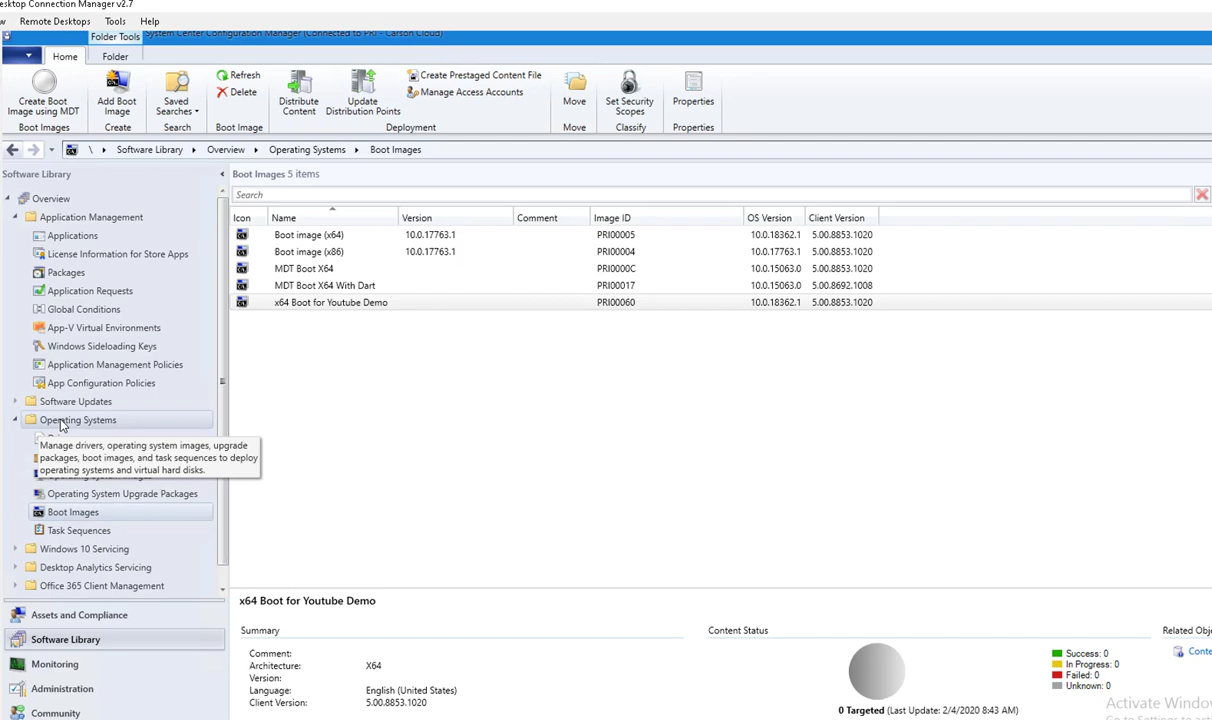 esktop Connection Manager v2.7
w Remote Desktops Tools Help
Folder Tools System Center Configuration Manager (Connected to PRI - Carson Cloud)
Home Folder
Create Boot Image using MDT
Boot Images
Add Boot Image
Create
Saved Searches
Search
Refresh
Delete
Boot Image
Distribute Content
Update Distribution Points
Create Prestaged Content File
Manage Access Accounts
Deployment
Move
Move
Set Security Scopes
Classify
Properties
Properties
\ Software Library Overview Operating Systems Boot Images
Software Library
Overview
Application Management
Applications
License Information for Store Apps
Packages
Application Requests
Global Conditions
App-V Virtual Environments
Windows Sideloading Keys
Application Management Policies
App Configuration Policies
Software Updates
Operating Systems
Manage drivers, operating system images, upgrade
packages, boot images, and task sequences to deploy
operating systems and virtual hard disks.
Operating System Upgrade Packages
Boot Images
Task Sequences
Windows 10 Servicing
Desktop Analytics Servicing
Office 365 Client Management
Assets and Compliance
Software Library
Monitoring
Administration
Community
Boot Images 5 items
Search
Icon Name Version Comment Image ID OS Version Client Version
Boot image (x64) 10.0.17763.1 PRI00005 10.0.18362.1 5.00.8853.1020
Boot image (x86) 10.0.17763.1 PRI00004 10.0.17763.1 5.00.8853.1020
MDT Boot X64 PRI0000C 10.0.15063.0 5.00.8853.1020
MDT Boot X64 With Dart PRI00017 10.0.15063.0 5.00.8692.1008
x64 Boot for Youtube Demo PRI00060 10.0.18362.1 5.00.8853.1020
x64 Boot for Youtube Demo
Summary
Comment:
Architecture: X64
Version:
Language: English (United States)
Client Version: 5.00.8853.1020
Content Status
Success: 0
In Progress: 0
Failed: 0
Unknown: 0
0 Targeted (Last Update: 2/4/2020 8:43 AM)
Related Obj
Conte
Activate Windo